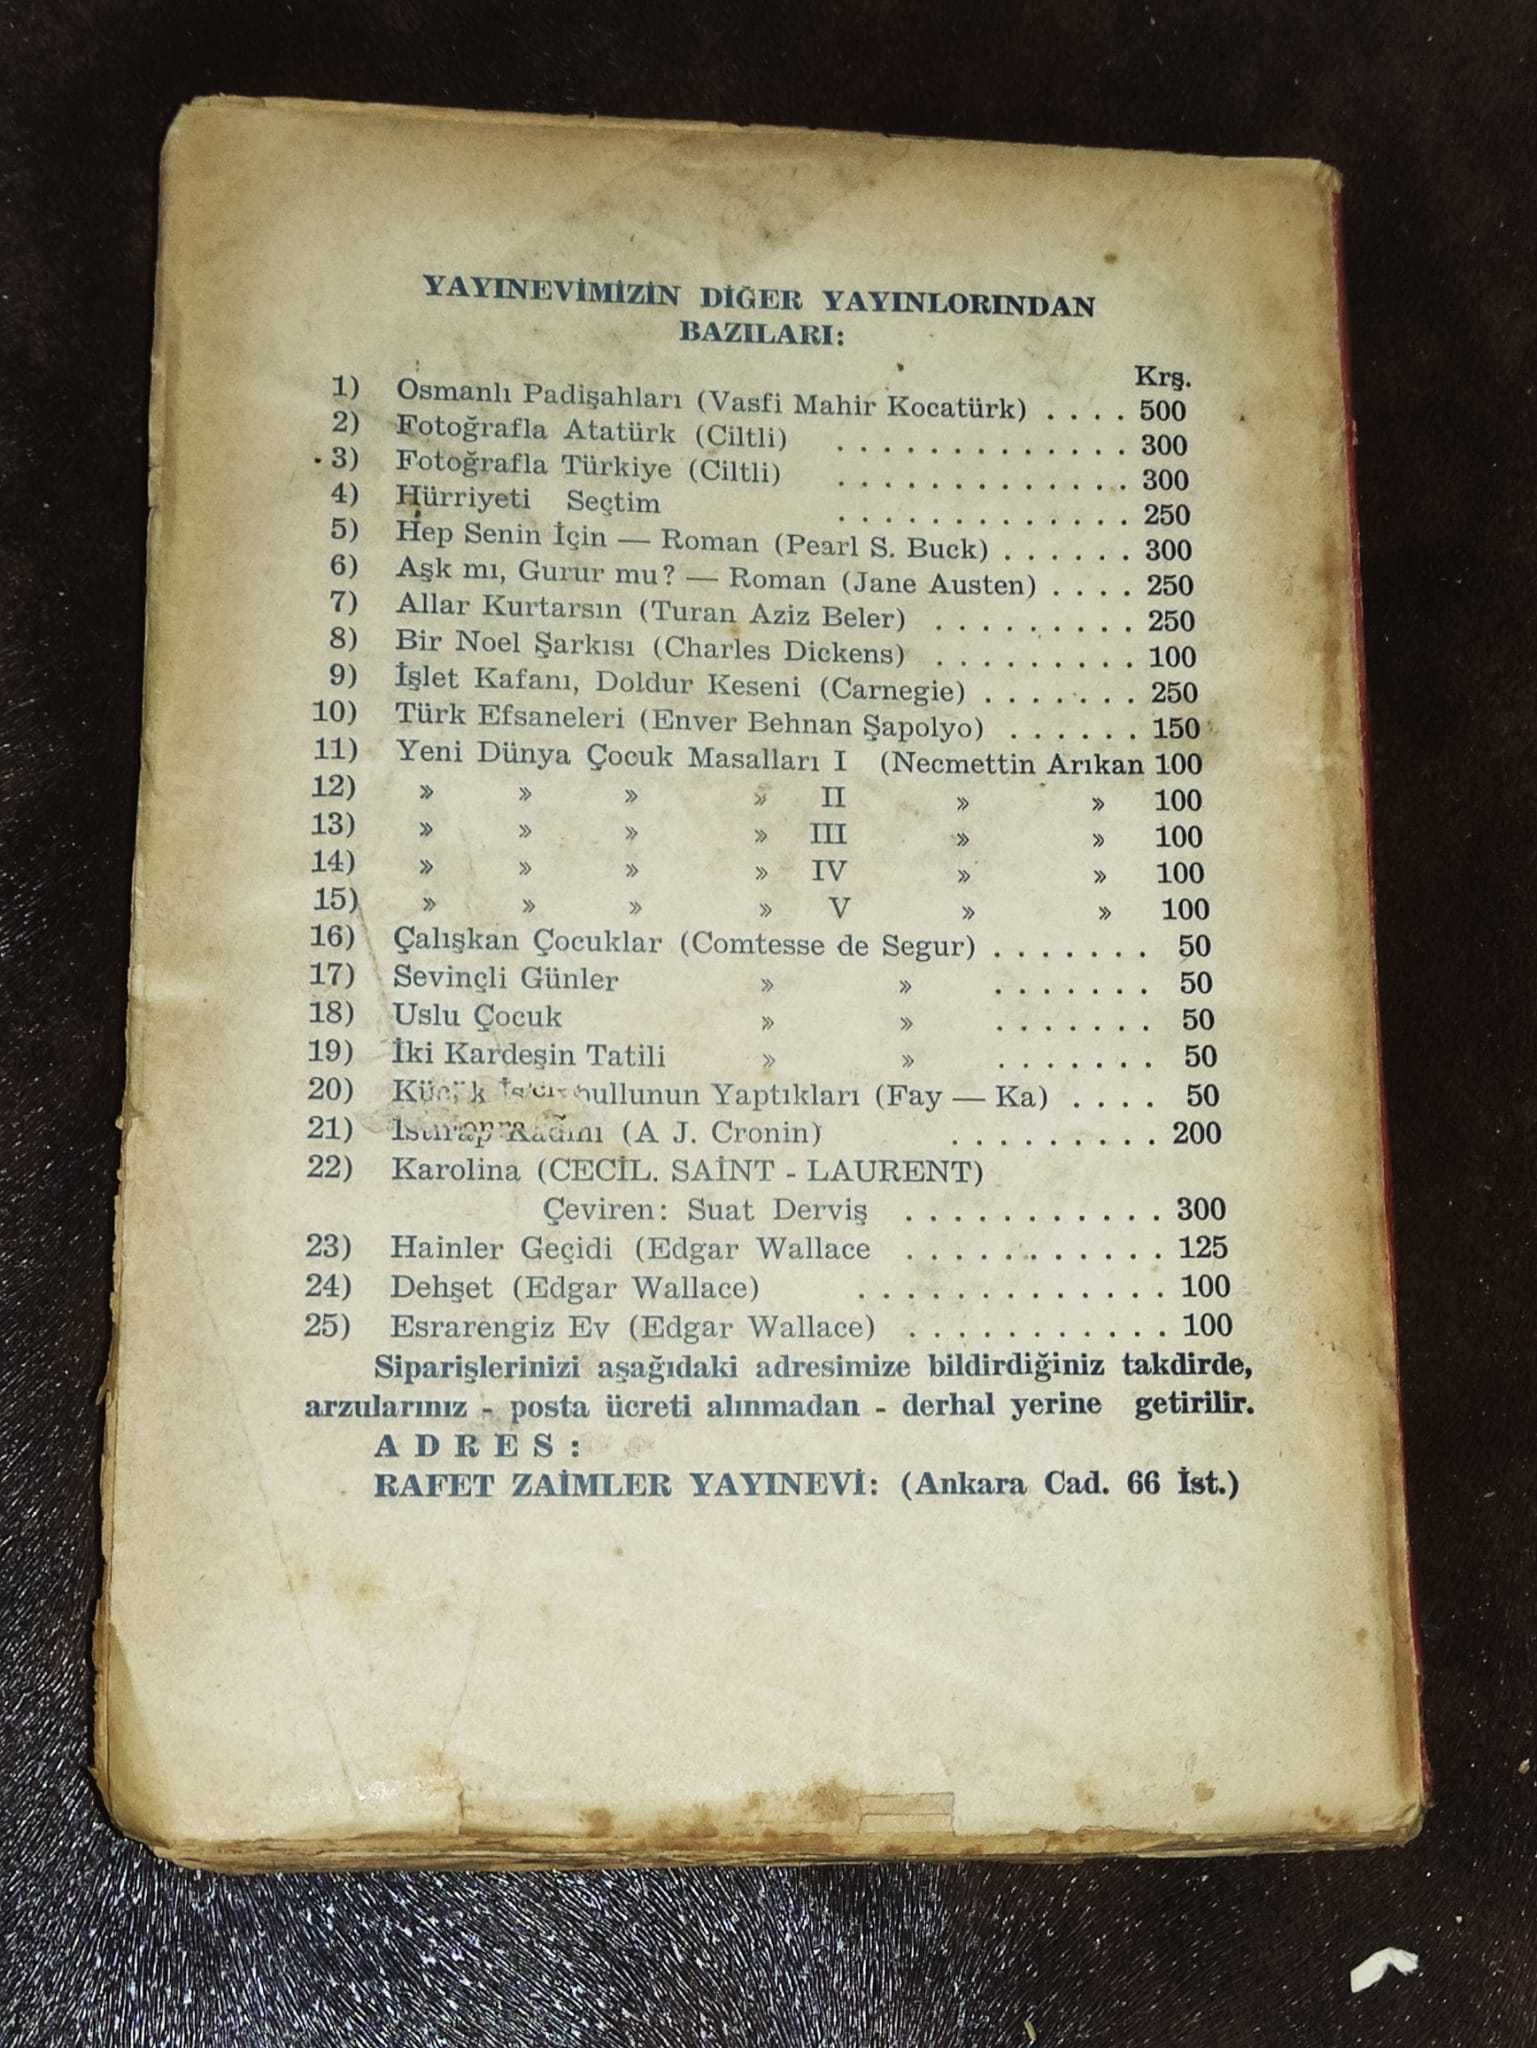 YAYINEVİMİZİN DİĞER YAYINLORINDAN
BAZILARI:
Krş.
1) Osmanlı Padişahları (Vasfi Mahir Kocatürk) . . . . 500
2) Fotoğrafla Atatürk (Ciltli) . . . . . . . . . . . . . 300
3) Fotoğrafla Türkiye (Ciltli) . . . . . . . . . . . . . 300
4) Hürriyeti Seçtim . . . . . . . . . . . . . 250
5) Hep Senin İçin — Roman (Pearl S. Buck) . . . . . . 300
6) Aşk mı, Gurur mu? — Roman (Jane Austen) . . . . 250
7) Allar Kurtarsın (Turan Aziz Beler) . . . . . . . . . 250
8) Bir Noel Şarkısı (Charles Dickens) . . . . . . . . . 100
9) İşlet Kafanı, Doldur Keseni (Carnegie) . . . . . . . 250
10) Türk Efsaneleri (Enver Behnan Şapolyo) . . . . . . 150
11) Yeni Dünya Çocuk Masalları I (Necmettin Arıkan 100
12) » » » » II » » 100
13) » » » » III » » 100
14) » » » » IV » » 100
15) » » » » V » » 100
16) Çalışkan Çocuklar (Comtesse de Segur) . . . . . . . 50
17) Sevinçli Günler » » . . . . . . . 50
18) Uslu Çocuk » » . . . . . . . 50
19) İki Kardeşin Tatili » » . . . . . . . 50
20) Yaptıkları (Fay — Ka) . . . . 50
21) (A J. Cronin) . . . . . . . . . 200
22) Karolina (CECİL. SAİNT - LAURENT)
Çeviren: Suat Derviş . . . . . . . . . . . 300
23) Hainler Geçidi (Edgar Wallace . . . . . . . . . . . 125
24) Dehşet (Edgar Wallace) . . . . . . . . . . . . . 100
25) Esrarengiz Ev (Edgar Wallace) . . . . . . . . . . . 100
Siparişlerinizi aşağıdaki adresimize bildirdiğiniz takdirde,
arzularınız - posta ücreti alınmadan - derhal yerine getirilir.
ADRES:
RAFET ZAİMLER YAYINEVİ: (Ankara Cad. 66 İst.)